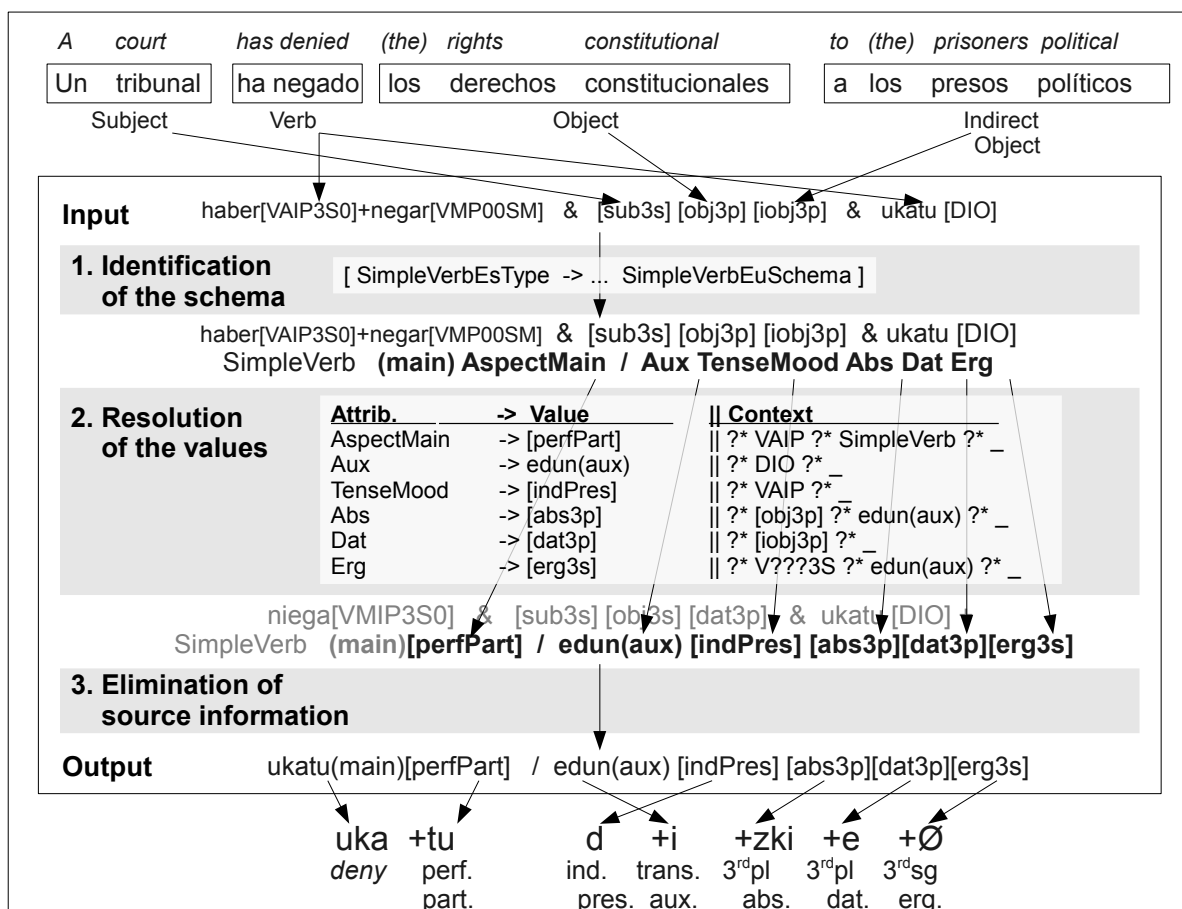 A court has denied (the) rights constitutional to (the) prisoners political
Un tribunal ha negado los derechos constitucionales a los presos políticos
Subject Verb Object Indirect
Object
Input haber[VAIP3S0]+negar[VMP00SM] & [sub3s] [obj3p] [iobj3p] & ukatu [DIO]
1. Identification
of the schema
[ SimpleVerbEsType -> ... SimpleVerbEuSchema ]
haber[VAIP3S0]+negar[VMP00SM] & [sub3s] [obj3p] [iobj3p] & ukatu [DIO]
SimpleVerb (main) AspectMain / Aux TenseMood Abs Dat Erg
2. Resolution
of the values
Attrib. -> Value || Context
AspectMain -> [perfPart] || ?* VAIP ?* SimpleVerb ?* _
Aux -> edun(aux) || ?* DIO ?* _
TenseMood -> [indPres] || ?* VAIP ?* _
Abs -> [abs3p] || ?* [obj3p] ?* edun(aux) ?* _
Dat -> [dat3p] || ?* [iobj3p] ?* _
Erg -> [erg3s] || ?* V???3S ?* edun(aux) ?* _
niega[VMIP3S0] & [sub3s] [obj3s] [dat3p] & ukatu [DIO]
SimpleVerb (main)[perfPart] / edun(aux) [indPres] [abs3p][dat3p][erg3s]
3. Elimination of
source information
Output ukatu(main)[perfPart] / edun(aux) [indPres] [abs3p][dat3p][erg3s]
uka +tu d +i +zki +e +Ø
deny perf. ind. trans. 3rdpl 3rdpl 3rdsg
part. pres. aux. abs. dat. erg.